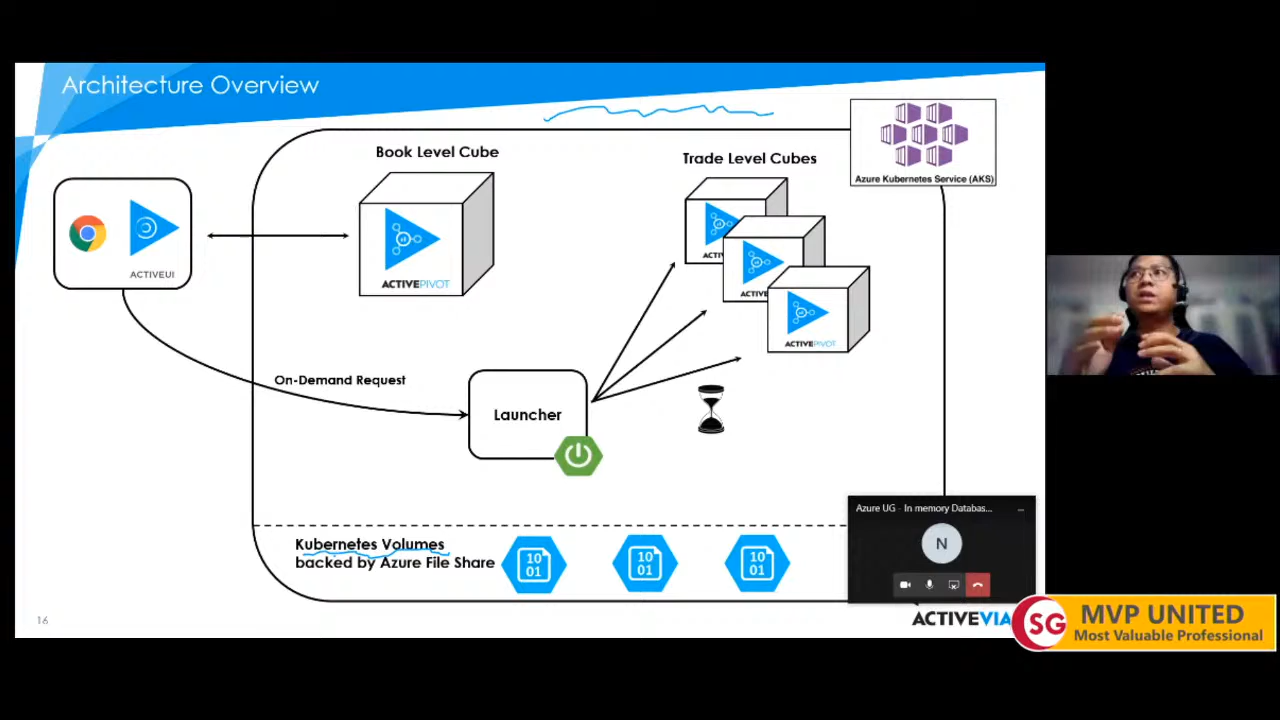 Architecture Overview
Book Level Cube
Trade Level Cubes
Azure Kubernetes Service (AKS)
ACTIVEUI
ACTIVEPIVOT
ACTIV
ACTIVE
ACTIVEPIVOT
On-Demand Request
Launcher
Kubernetes Volumes
backed by Azure File Share
10
01
10
01
10
01
Azure UG - In memory Databas...
N
16
ACTIVEVIA
SG
MVP UNITED
Most Valuable Professional